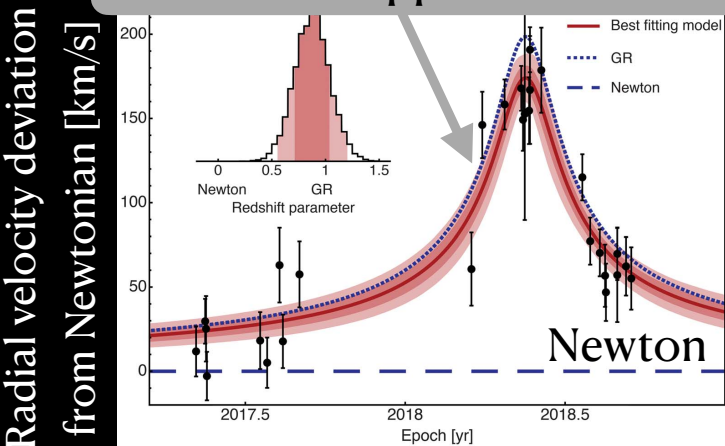 Radial velocity deviation
from Newtonian [km/s]
200
150
100
50
0
Best fitting model
GR
Newton
0 0.5 1 1.5
Newton GR
Redshift parameter
Newton
2017.5 2018 2018.5
Epoch [yr]